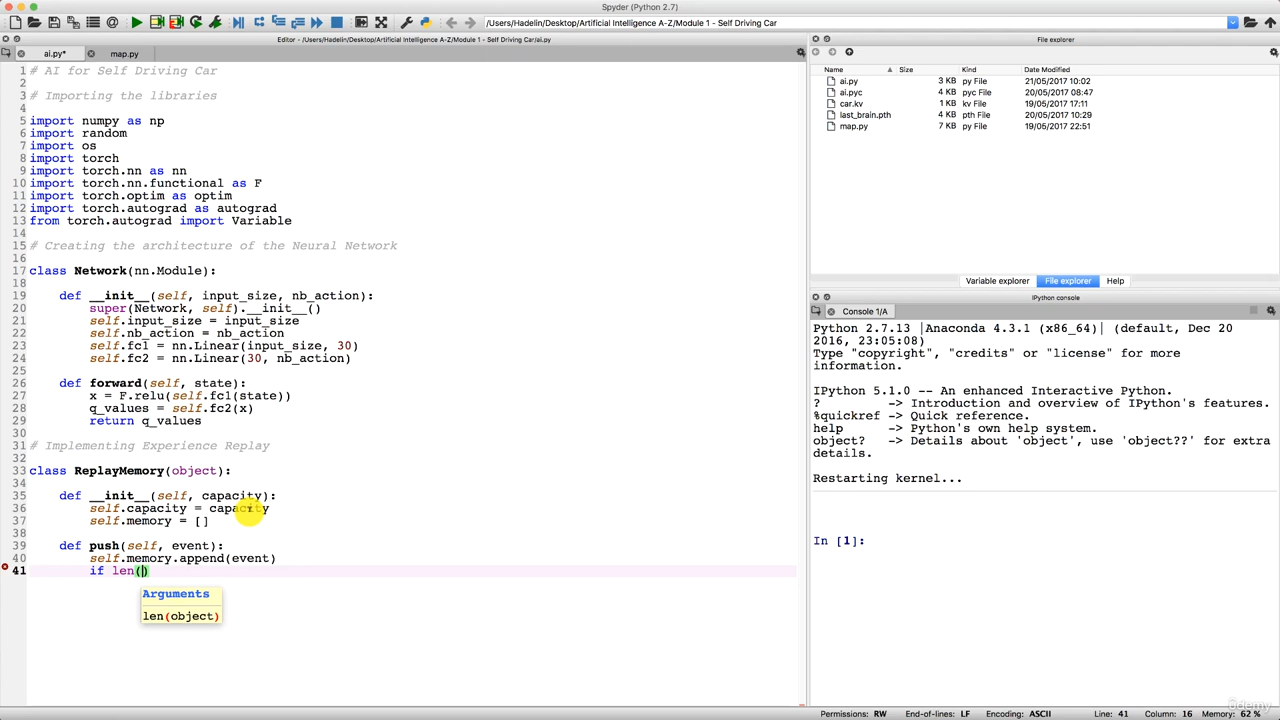 Spyder (Python 2.7)
/Users/Hadelin/Desktop/Artificial Intelligence A-Z/Module 1 - Self Driving Car
Editor - /Users/Hadelin/Desktop/Artificial Intelligence A-Z/Module 1 - Self Driving Car/ai.py
ai.py*
map.py
1 # AI for Self Driving Car
2
3 # Importing the libraries
4
5 import numpy as np
6 import random
7 import os
8 import torch
9 import torch.nn as nn
10 import torch.nn.functional as F
11 import torch.optim as optim
12 import torch.autograd as autograd
13 from torch.autograd import Variable
14
15 # Creating the architecture of the Neural Network
16
17 class Network(nn.Module):
18
19 def __init__(self, input_size, nb_action):
20 super(Network, self).__init__()
21 self.input_size = input_size
22 self.nb_action = nb_action
23 self.fc1 = nn.Linear(input_size, 30)
24 self.fc2 = nn.Linear(30, nb_action)
25
26 def forward(self, state):
27 x = F.relu(self.fc1(state))
28 q_values = self.fc2(x)
29 return q_values
30
31 # Implementing Experience Replay
32
33 class ReplayMemory(object):
34
35 def __init__(self, capacity):
36 self.capacity = capacity
37 self.memory = []
38
39 def push(self, event):
40 self.memory.append(event)
41 if len()
Arguments
len(object)
File explorer
Name Size Kind Date Modified
ai.py 3 KB py File 21/05/2017 10:02
ai.pyc 4 KB pyc File 20/05/2017 08:47
car.kv 1 KB kv File 19/05/2017 17:11
last_brain.pth 4 KB pth File 20/05/2017 10:29
map.py 7 KB py File 19/05/2017 22:51
Variable explorer File explorer Help
IPython console
Console 1/A
Python 2.7.13 |Anaconda 4.3.1 (x86_64)| (default, Dec 20
2016, 23:05:08)
Type "copyright", "credits" or "license" for more
information.
IPython 5.1.0 -- An enhanced Interactive Python.
? -> Introduction and overview of IPython's features.
%quickref -> Quick reference.
help -> Python's own help system.
object? -> Details about 'object', use 'object??' for extra
details.
Restarting kernel...
In [1]:
ûdemy
Permissions: RW End-of-lines: LF Encoding: ASCII Line: 41 Column: 16 Memory: 62 %